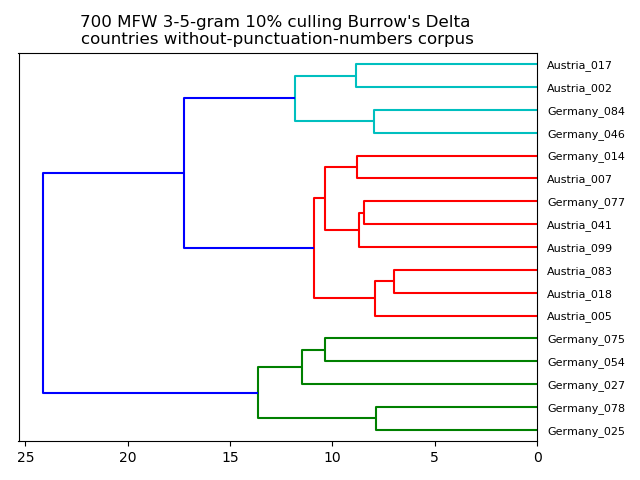 700 MFW 3-5-gram 10% culling Burrow's Delta
countries without-punctuation-numbers corpus
Austria_017
Austria_002
Germany_084
Germany_046
Germany_014
Austria_007
Germany_077
Austria_041
Austria_099
Austria_083
Austria_018
Austria_005
Germany_075
Germany_054
Germany_027
Germany_078
Germany_025
25 20 15 10 5 0